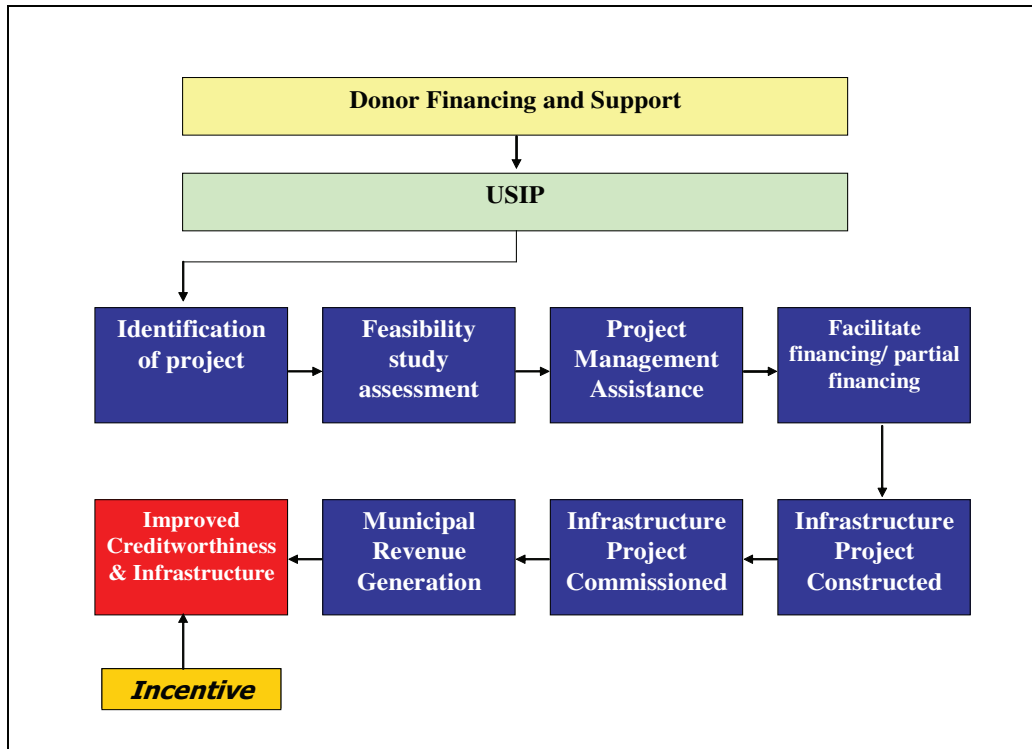 Donor Financing and Support
USIP
Identification
of project
Feasibility
study
assessment
Project
Management
Assistance
Facilitate
financing/ partial
financing
Improved
Creditworthiness
& Infrastructure
Municipal
Revenue
Generation
Infrastructure
Project
Commissioned
Infrastructure
Project
Constructed
Incentive